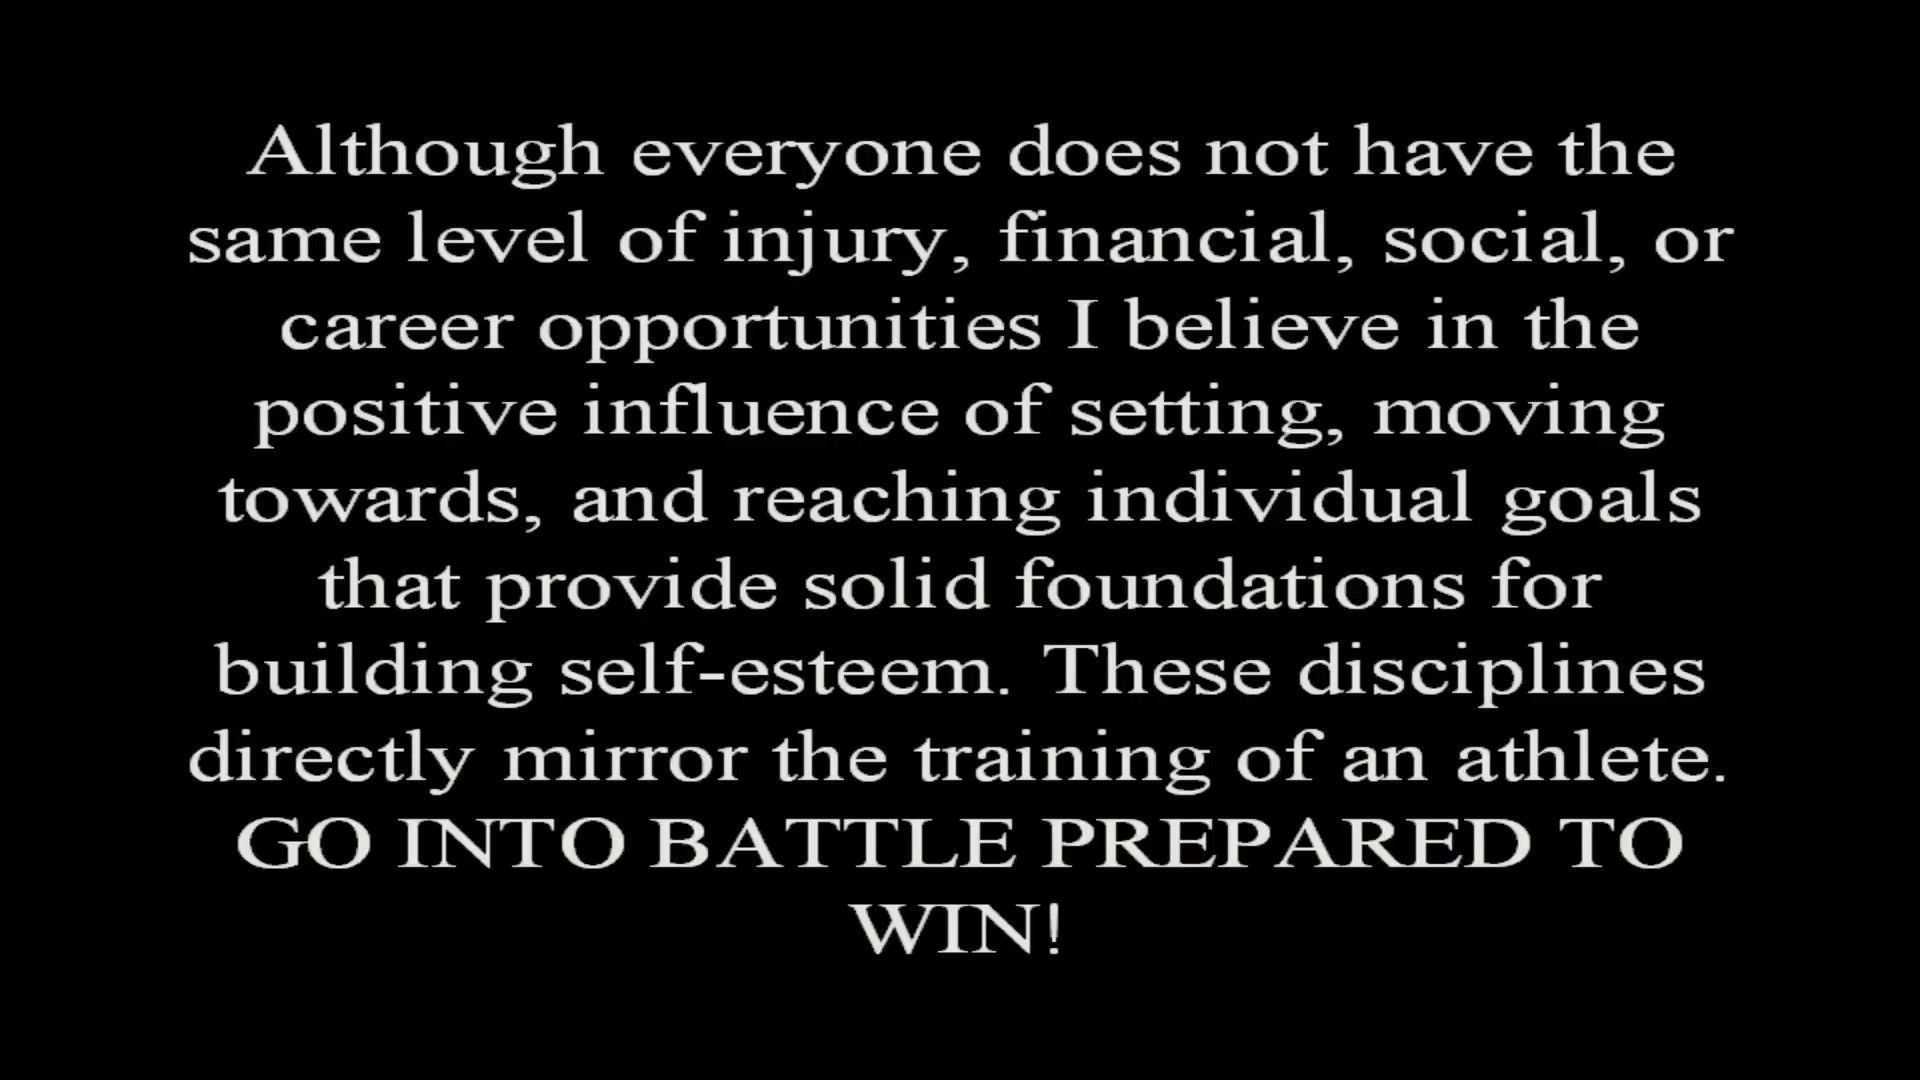 Although everyone does not have the
same level of injury, financial, social, or
career opportunities I believe in the
positive influence of setting, moving
towards, and reaching individual goals
that provide solid foundations for
building self-esteem. These disciplines
directly mirror the training of an athlete.
GO INTO BATTLE PREPARED TO
WIN!